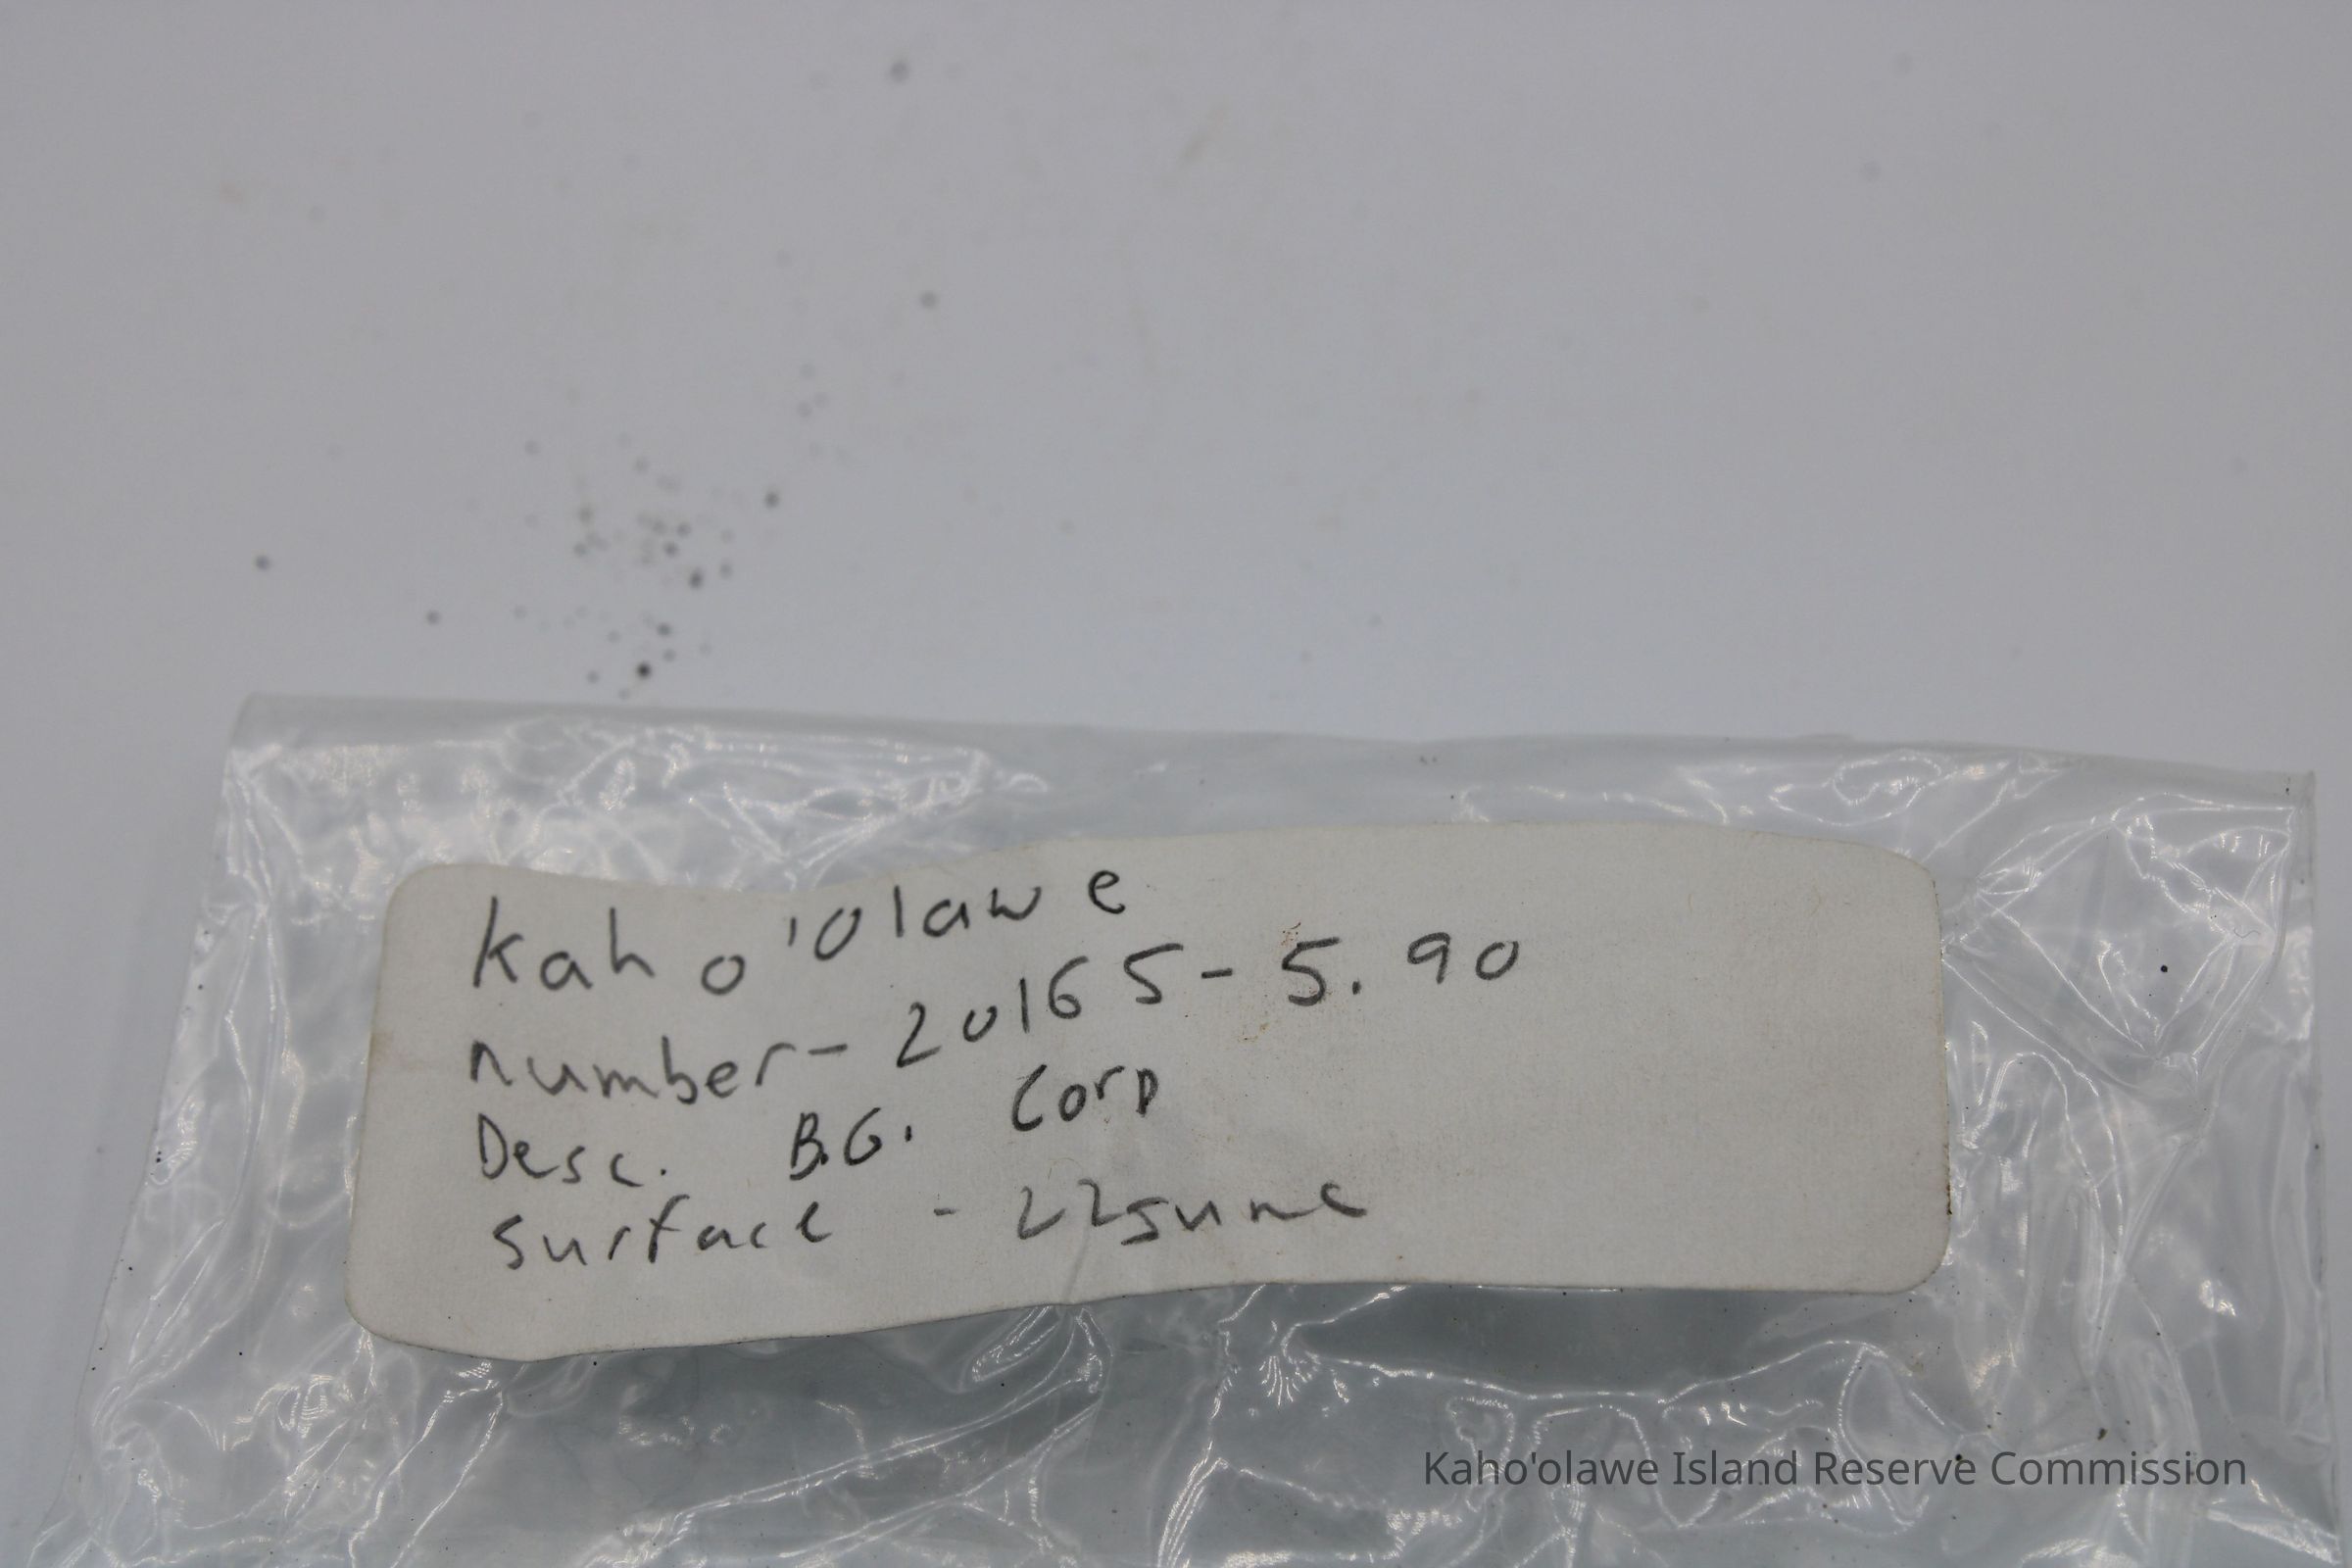 Kaho'olawe
number- 20165-5.90
Desc. B.G. Corp
surface - 22June
Kaho'olawe Island Reserve Commission